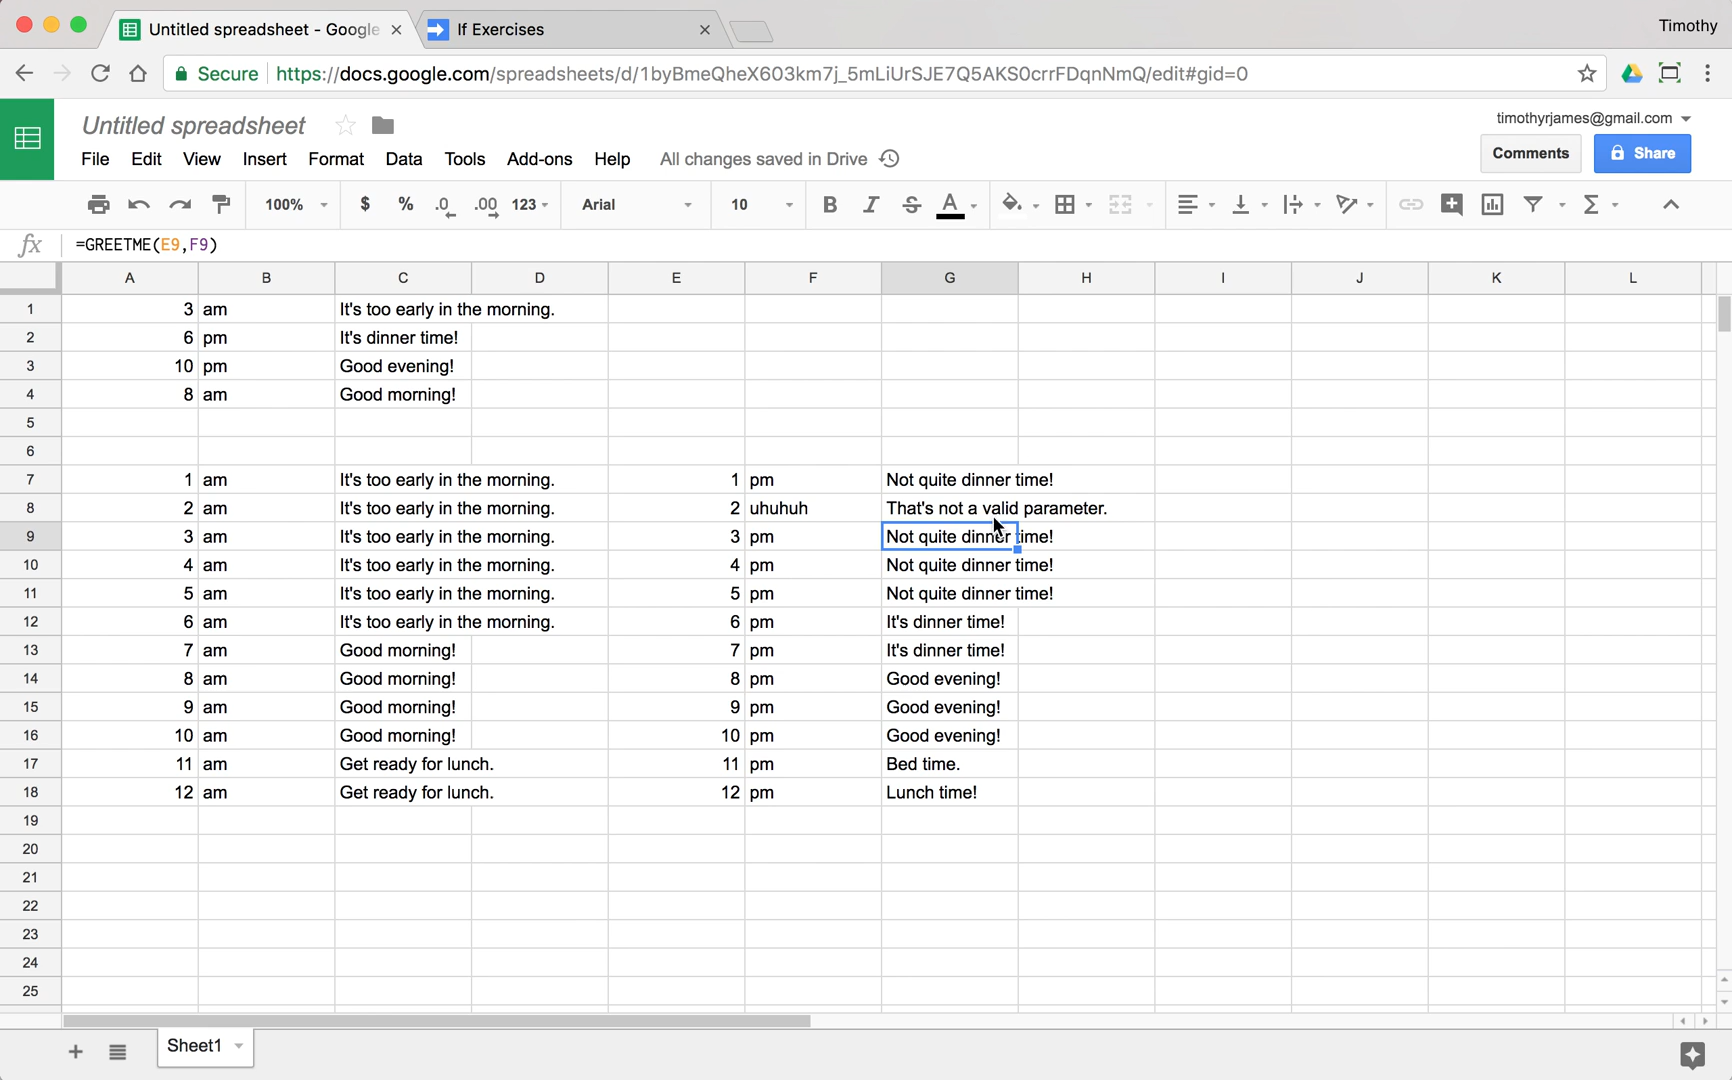 Untitled spreadsheet - Google
If Exercises
Timothy
Secure https://docs.google.com/spreadsheets/d/1byBmeQheX603km7j_5mLiUrSJE7Q5AKS0crrFDqnNmQ/edit#gid=0
Untitled spreadsheet
timothyrjames@gmail.com
File Edit View Insert Format Data Tools Add-ons Help All changes saved in Drive
Comments Share
100% $ % .0 .00 123 Arial 10 B I S A Σ
fx =GREETME(E9,F9)
A B C D E F G H I J K L
1 3 am It's too early in the morning.
2 6 pm It's dinner time!
3 10 pm Good evening!
4 8 am Good morning!
5
6
7 1 am It's too early in the morning. 1 pm Not quite dinner time!
8 2 am It's too early in the morning. 2 uhuhuh That's not a valid parameter.
9 3 am It's too early in the morning. 3 pm Not quite dinner time!
10 4 am It's too early in the morning. 4 pm Not quite dinner time!
11 5 am It's too early in the morning. 5 pm Not quite dinner time!
12 6 am It's too early in the morning. 6 pm It's dinner time!
13 7 am Good morning! 7 pm It's dinner time!
14 8 am Good morning! 8 pm Good evening!
15 9 am Good morning! 9 pm Good evening!
16 10 am Good morning! 10 pm Good evening!
17 11 am Get ready for lunch. 11 pm Bed time.
18 12 am Get ready for lunch. 12 pm Lunch time!
19
20
21
22
23
24
25
Sheet1